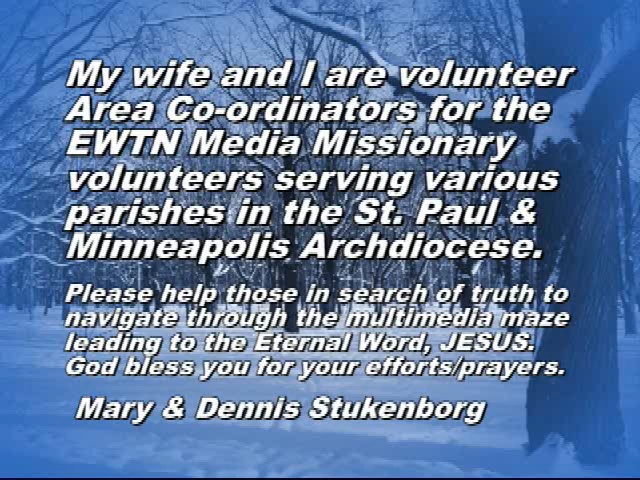 My wife and I are volunteer
Area Co-ordinators for the
EWTN Media Missionary
volunteers serving various
parishes in the St. Paul &
Minneapolis Archdiocese.
Please help those in search of truth to
navigate through the multimedia maze
leading to the Eternal Word, JESUS.
God bless you for your efforts/prayers.
Mary & Dennis Stukenborg